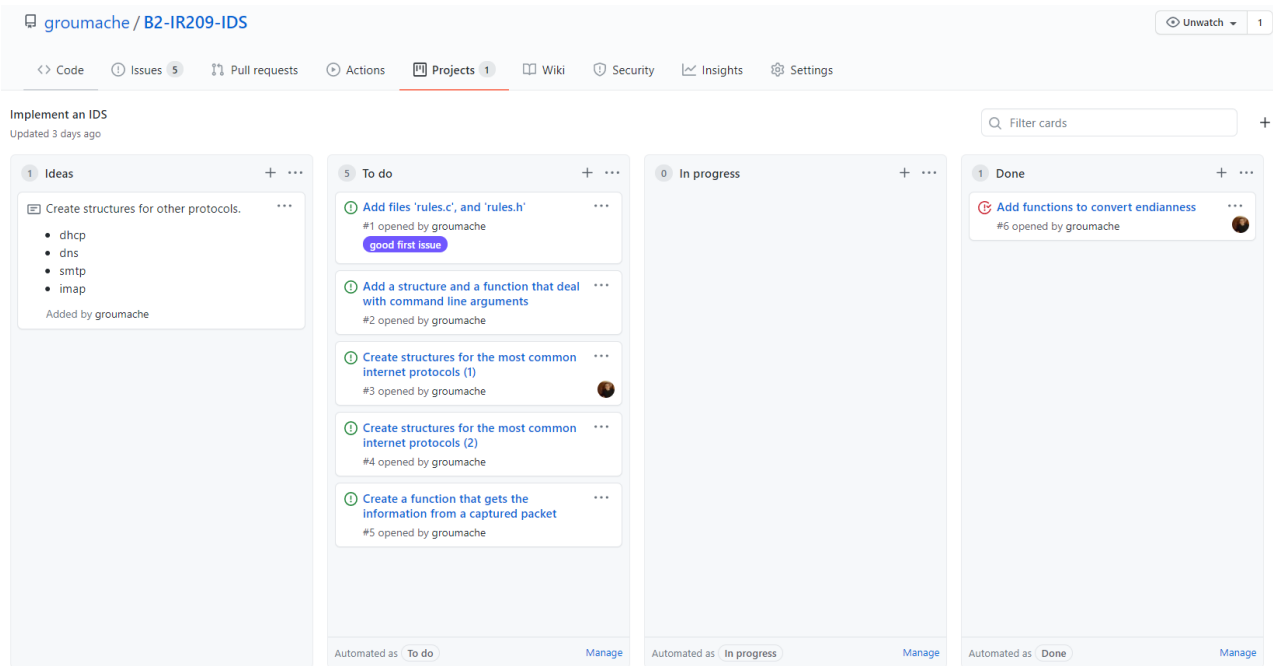 groumache / B2-IR209-IDS
Unwatch
1
Code
Issues 5
Pull requests
Actions
Projects 1
Wiki
Security
Insights
Settings
Implement an IDS
Updated 3 days ago
Filter cards
1 Ideas
Create structures for other protocols.
dhcp
dns
smtp
imap
Added by groumache
5 To do
Add files 'rules.c', and 'rules.h'
#1 opened by groumache
good first issue
Add a structure and a function that deal
with command line arguments
#2 opened by groumache
Create structures for the most common
internet protocols (1)
#3 opened by groumache
Create structures for the most common
internet protocols (2)
#4 opened by groumache
Create a function that gets the
information from a captured packet
#5 opened by groumache
Automated as To do
Manage
0 In progress
Automated as In progress
Manage
1 Done
Add functions to convert endianness
#6 opened by groumache
Automated as Done
Manage